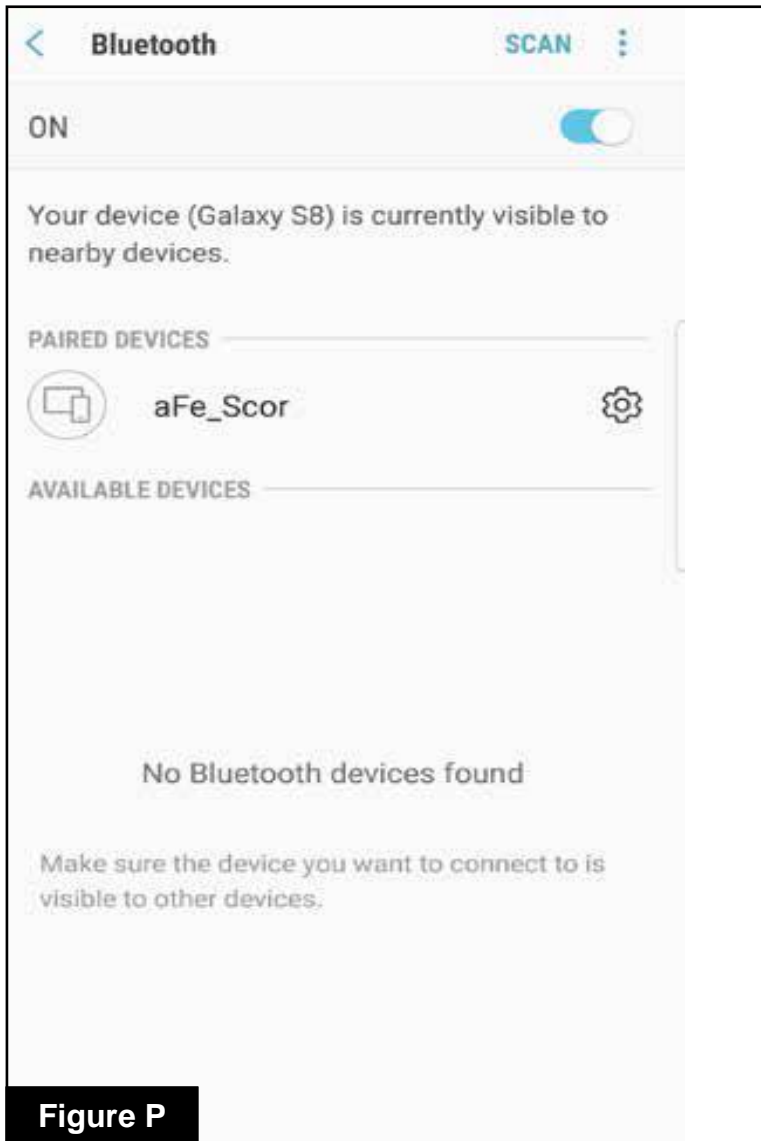 Bluetooth SCAN
ON
Your device (Galaxy S8) is currently visible to
nearby devices.
PAIRED DEVICES
aFe_Scor
AVAILABLE DEVICES
No Bluetooth devices found
Make sure the device you want to connect to is
visible to other devices.
Figure P